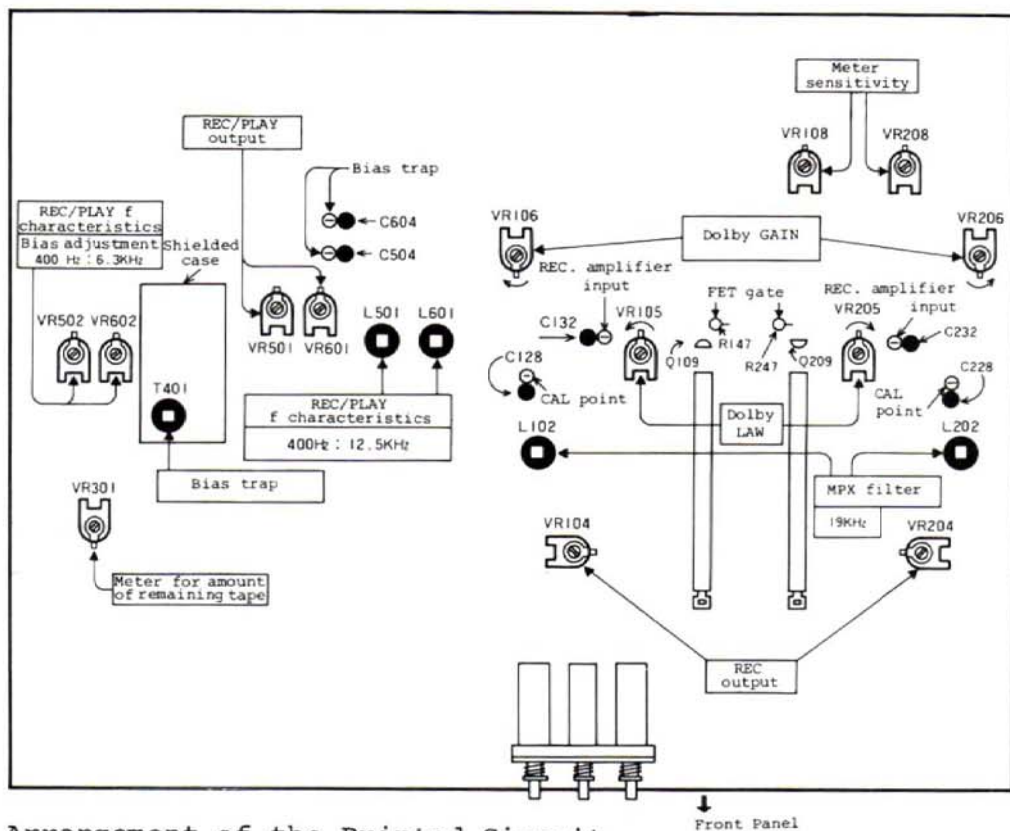 Meter
sensitivity
VR108
VR208
REC/PLAY
output
Bias trap
C604
C504
REC/PLAY f
characteristics
Bias adjustment
400 Hz : 6.3KHz
Shielded
case
VR106
Dolby GAIN
VR206
REC. amplifier
input
FET gate
REC. amplifier
input
VR502
VR602
VR501
VR601
L501
L601
C132
VR105
R147
Q109
R247
Q209
VR205
C232
C128
CAL point
C228
CAL
point
T401
REC/PLAY
f characteristics
400Hz : 12.5KHz
Dolby
LAW
L102
L202
Bias trap
MPX filter
19KHz
VR301
VR104
VR204
Meter for amount
of remaining tape
REC
output
Front Panel
Arrangement of the Printed Circuit